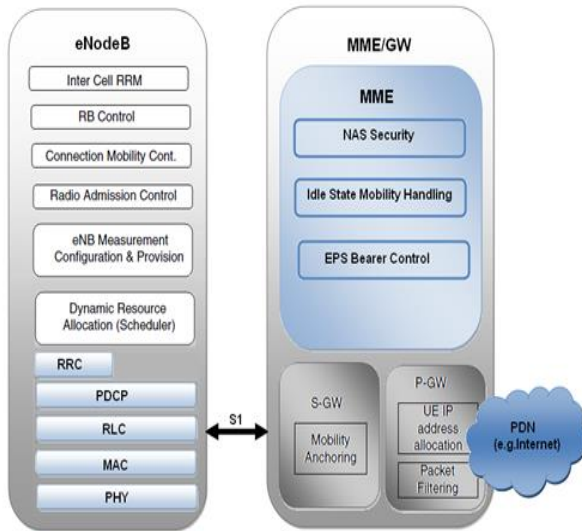 eNodeB
Inter Cell RRM
RB Control
Connection Mobility Cont.
Radio Admission Control
eNB Measurement
Configuration & Provision
Dynamic Resource
Allocation (Scheduler)
RRC
PDCP
RLC
MAC
PHY
S1
MME/GW
MME
NAS Security
Idle State Mobility Handling
EPS Bearer Control
S-GW
Mobility
Anchoring
P-GW
UE IP
address
allocation
Packet
Filtering
PDN
(e.g.Internet)